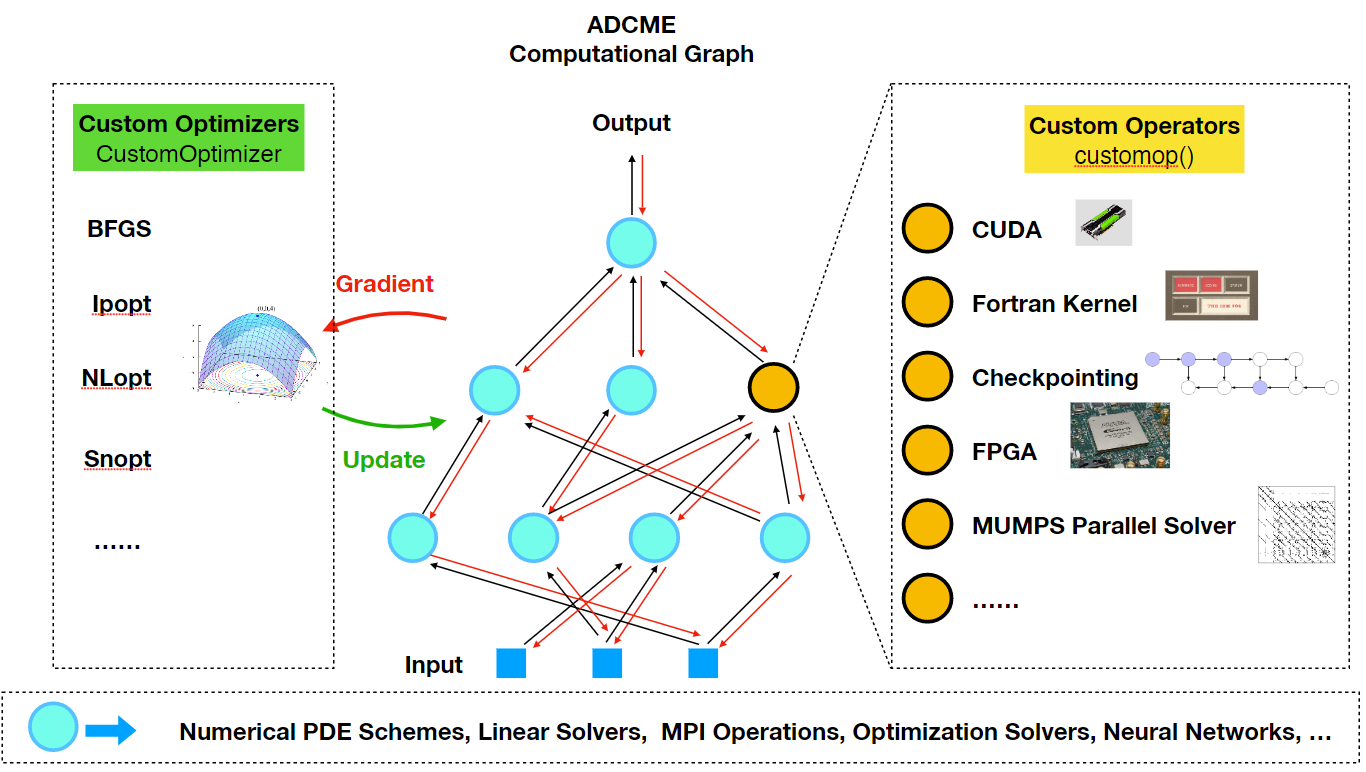 ADCME
Computational Graph
Custom Optimizers
CustomOptimizer
BFGS
Ipopt
NLopt
Snopt
......
Gradient
Update
Output
Input
Custom Operators
customop()
CUDA
Fortran Kernel
Checkpointing
FPGA
MUMPS Parallel Solver
......
Numerical PDE Schemes, Linear Solvers, MPI Operations, Optimization Solvers, Neural Networks, ...